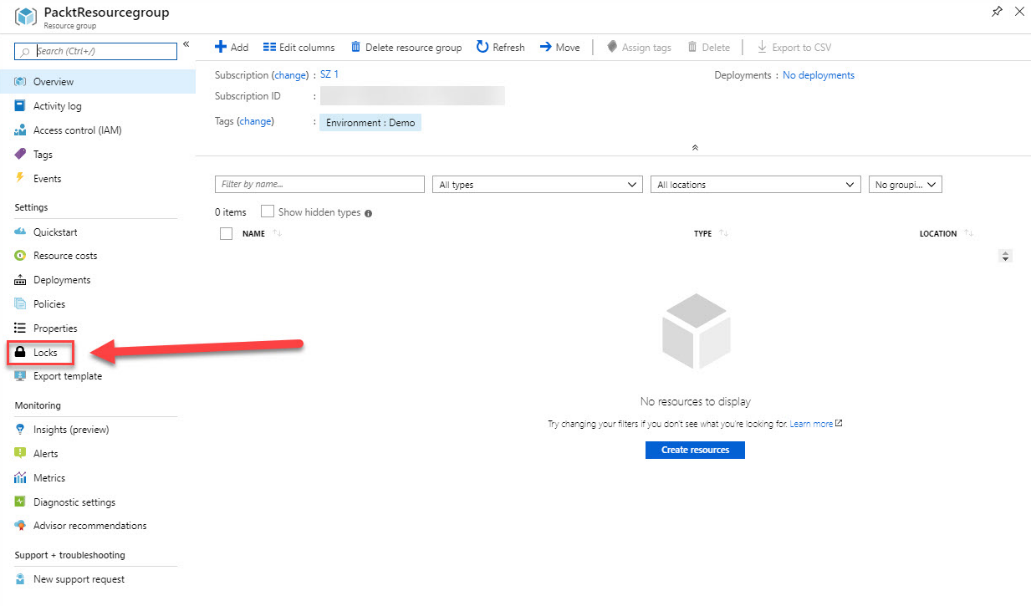 PacktResourcegroup
Resource group
Search (Ctrl+/)
Overview
Activity log
Access control (IAM)
Tags
Events
Settings
Quickstart
Resource costs
Deployments
Policies
Properties
Locks
Export template
Monitoring
Insights (preview)
Alerts
Metrics
Diagnostic settings
Advisor recommendations
Support + troubleshooting
New support request
Add Edit columns Delete resource group Refresh Move Assign tags Delete Export to CSV
Subscription (change) : SZ 1 Deployments : No deployments
Subscription ID :
Tags (change) : Environment : Demo
Filter by name... All types All locations No groupi...
0 items Show hidden types
NAME TYPE LOCATION
No resources to display
Try changing your filters if you don't see what you're looking for. Learn more
Create resources